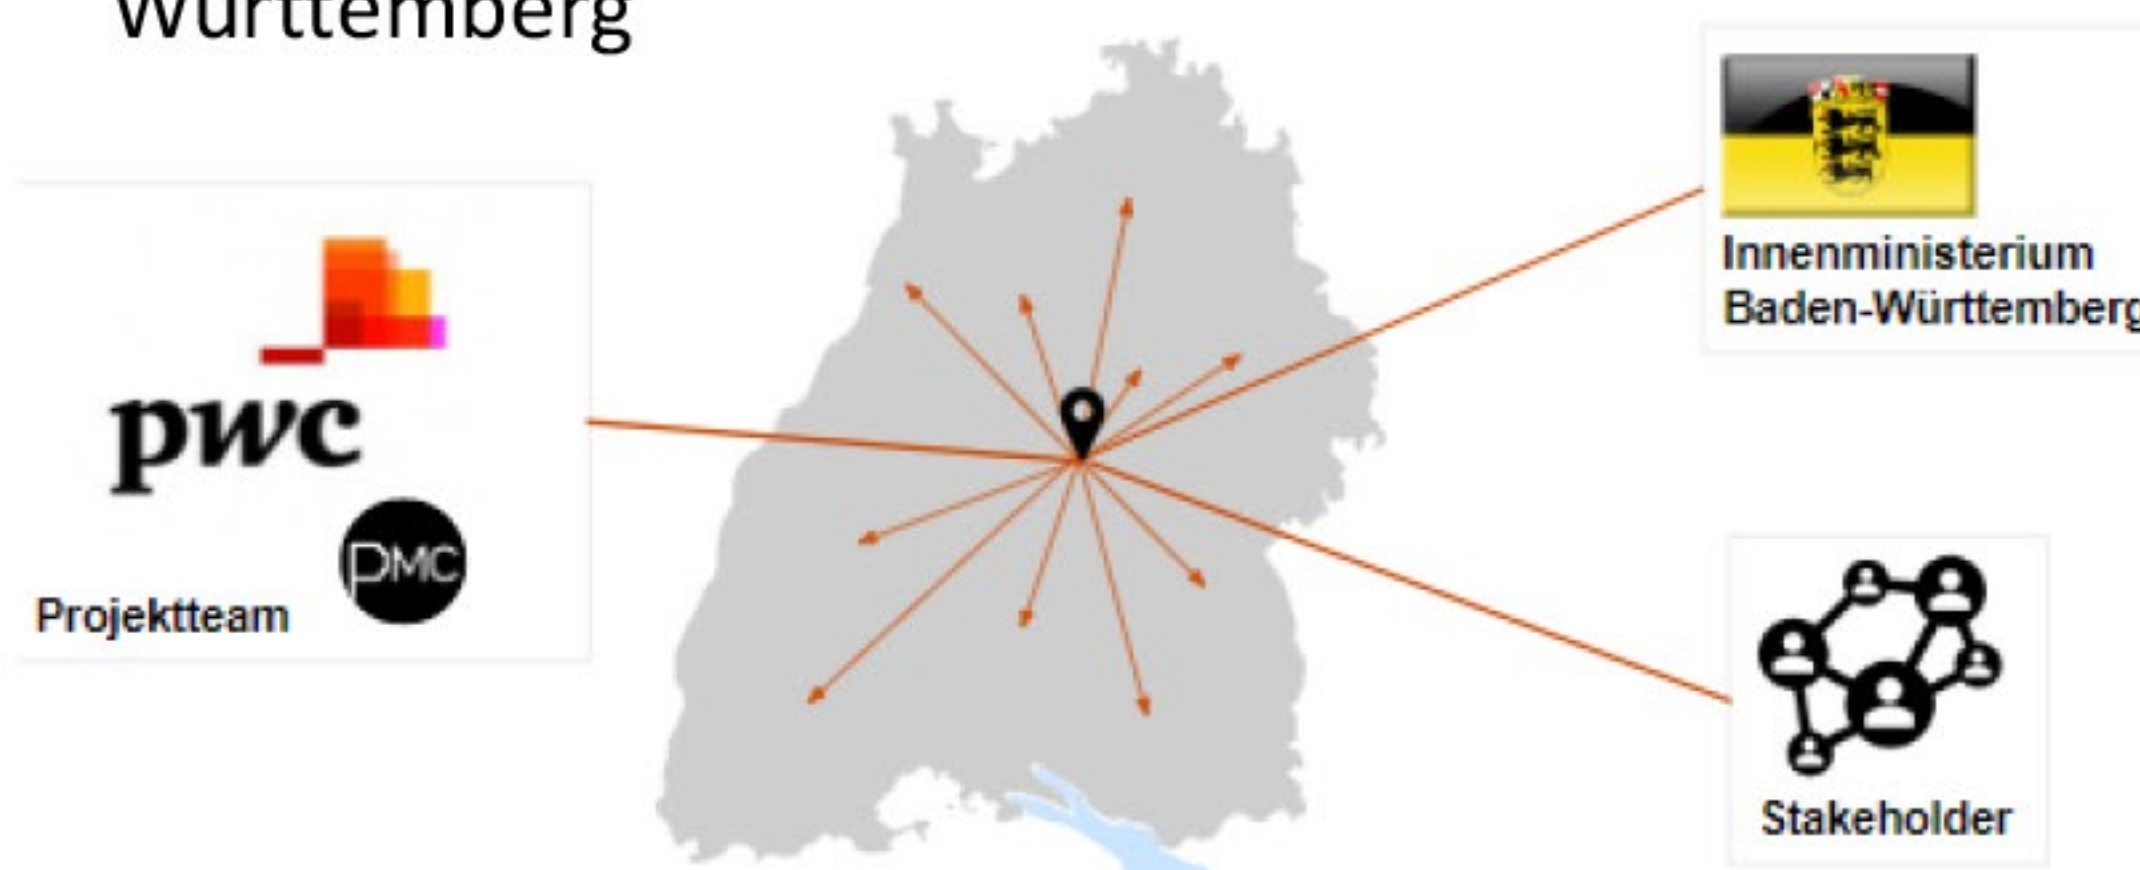 Württemberg
pwc
PMC
Projektteam
Innenministerium
Baden-Württemberg
Stakeholder